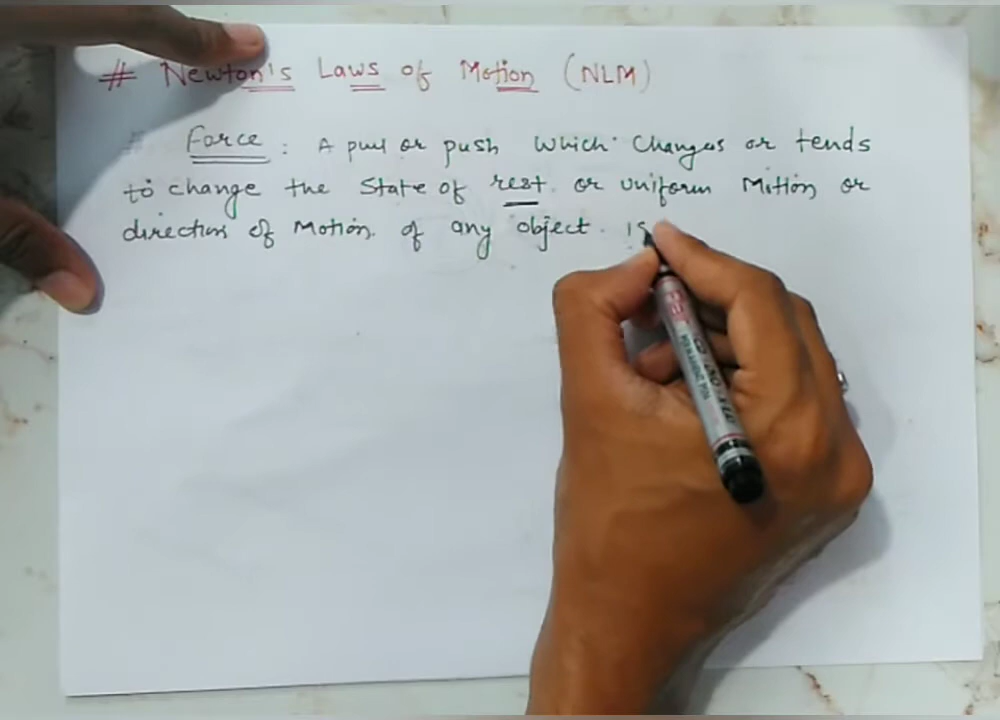 # Newton's Laws of Motion (NLM)
# Force : A pull or push which changes or tends
to change the State of rest or uniform Motion or
direction of Motion. of any object. is